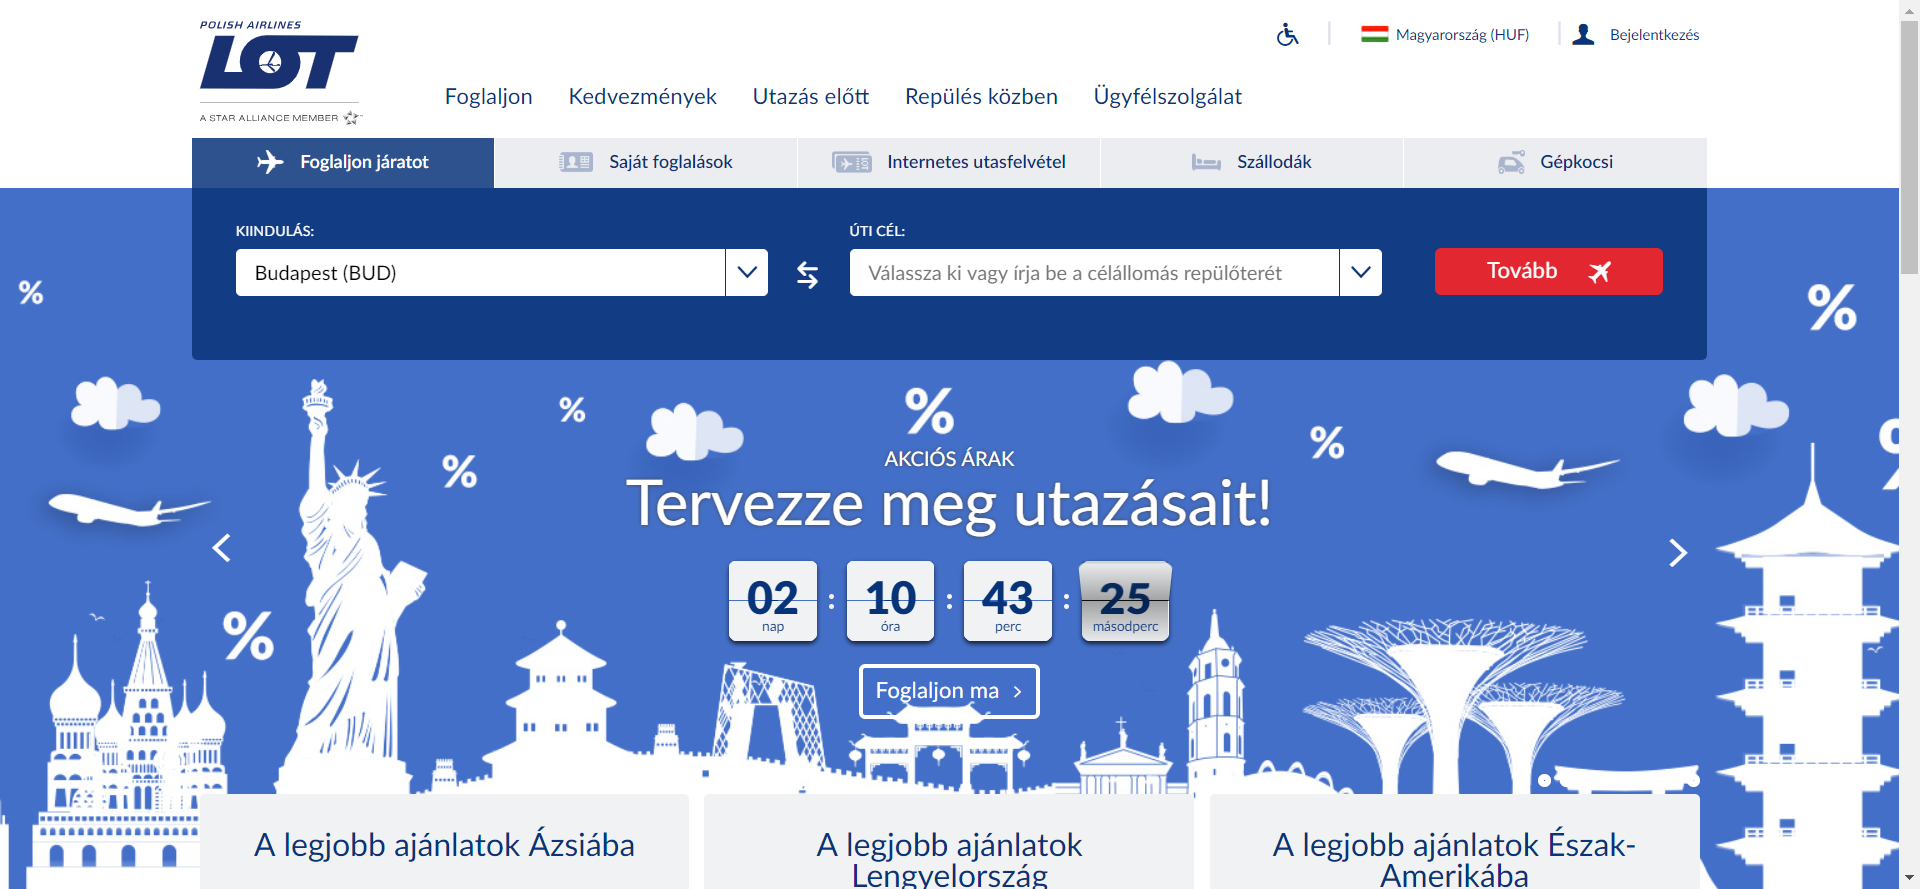 POLISH AIRLINES
LOT
A STAR ALLIANCE MEMBER
Magyarország (HUF)
Bejelentkezés
Foglaljon
Kedvezmények
Utazás előtt
Repülés közben
Ügyfélszolgálat
Foglaljon járatot
Saját foglalások
Internetes utasfelvétel
Szállodák
Gépkocsi
KIINDULÁS:
Budapest (BUD)
ÚTI CÉL:
Válassza ki vagy írja be a célállomás repülőterét
Tovább
AKCIÓS ÁRAK
Tervezze meg utazásait!
02 : 10 : 43 : 25
nap óra perc másodperc
Foglaljon ma
A legjobb ajánlatok Ázsiába
A legjobb ajánlatok
Lengyelország
A legjobb ajánlatok Észak-
Amerikába